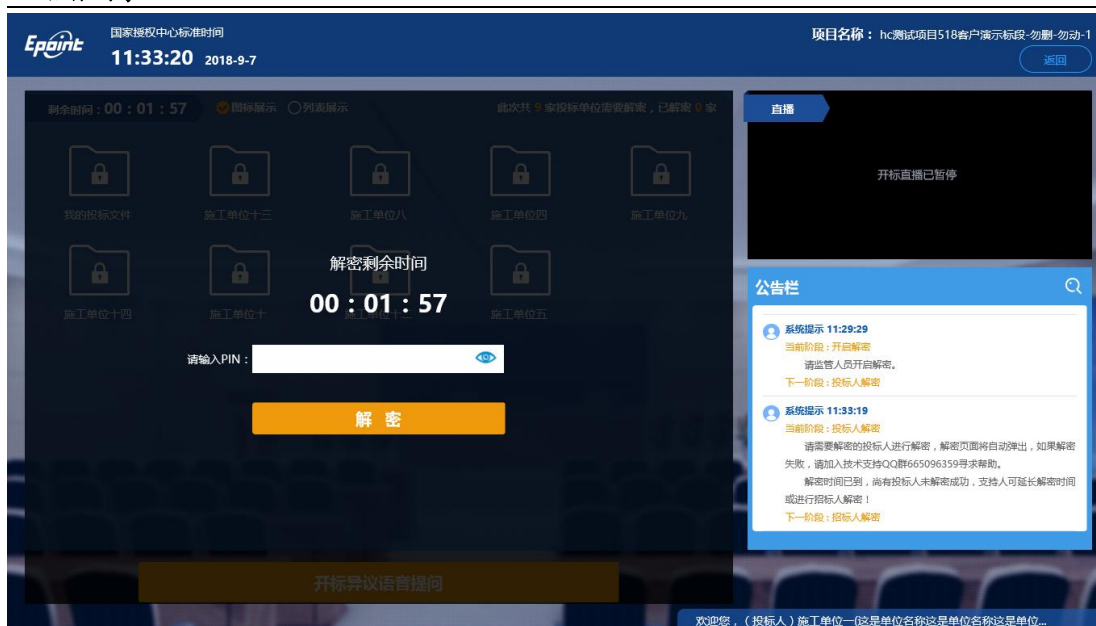 Epoint
国家授权中心标准时间
11:33:20 2018-9-7
项目名称：hc测试项目518客户演示标段-勿删-勿动-1
返回
剩余时间：00：01：57
图标展示
列表展示
此次共 9 家投标单位需要解密，已解密 0 家
我的投标文件
施工单位十三
施工单位八
施工单位四
施工单位九
施工单位十四
施工单位十
施工单位五
解密剩余时间
00：01：57
请输入PIN：
解 密
开标异议语音提问
直播
开标直播已暂停
公告栏
系统提示 11:29:29
当前阶段：开启解密
请监管人员开启解密。
下一阶段：投标人解密
系统提示 11:33:19
当前阶段：投标人解密
请需要解密的投标人进行解密，解密页面将自动弹出，如果解密
失败，请加入技术支持QQ群665096359寻求帮助。
解密时间已到，尚有投标人未解密成功，支持人可延长解密时间
或进行招标人解密！
下一阶段：招标人解密
欢迎您，（投标人）施工单位一(这是单位名称这是单位名称这是单位...